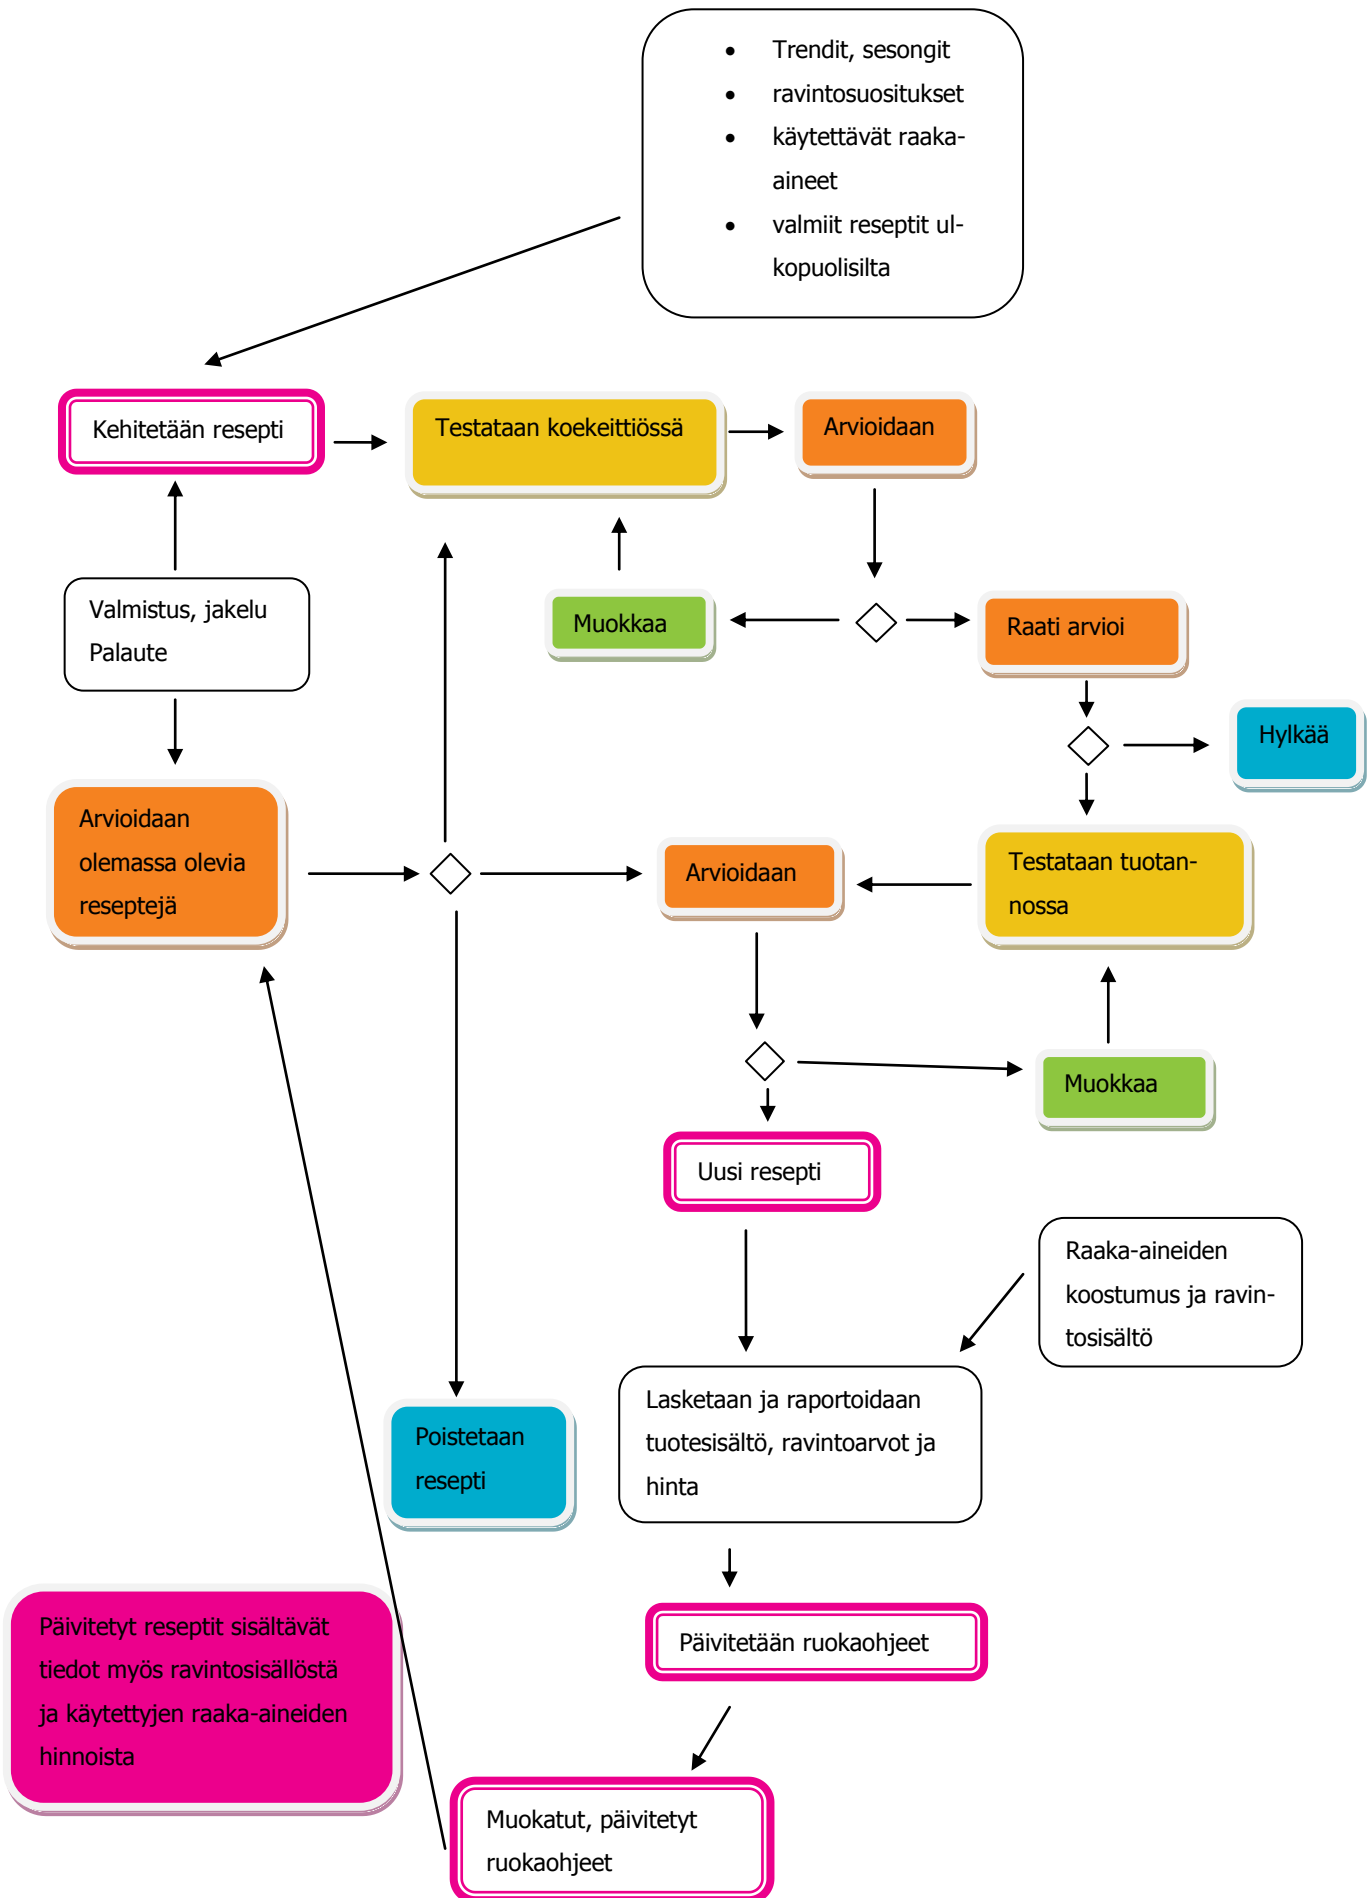 • Trendit, sesongit
• ravintosuositukset
• käytettävät raaka-
aineet
• valmiit reseptit ul-
kopuolisilta
Kehitetään resepti
Testataan koekeittiössä
Arvioidaan
Valmistus, jakelu
Palaute
Muokkaa
Raati arvioi
Hylkää
Arvioidaan
olemassa olevia
reseptejä
Arvioidaan
Testataan tuotan-
nossa
Muokkaa
Uusi resepti
Raaka-aineiden
koostumus ja ravin-
tosisältö
Lasketaan ja raportoidaan
tuotesisältö, ravintoarvot ja
hinta
Poistetaan
resepti
Päivitetyt reseptit sisältävät
tiedot myös ravintosisällöstä
ja käytettyjen raaka-aineiden
hinnoista
Päivitetään ruokaohjeet
Muokatut, päivitetyt
ruokaohjeet